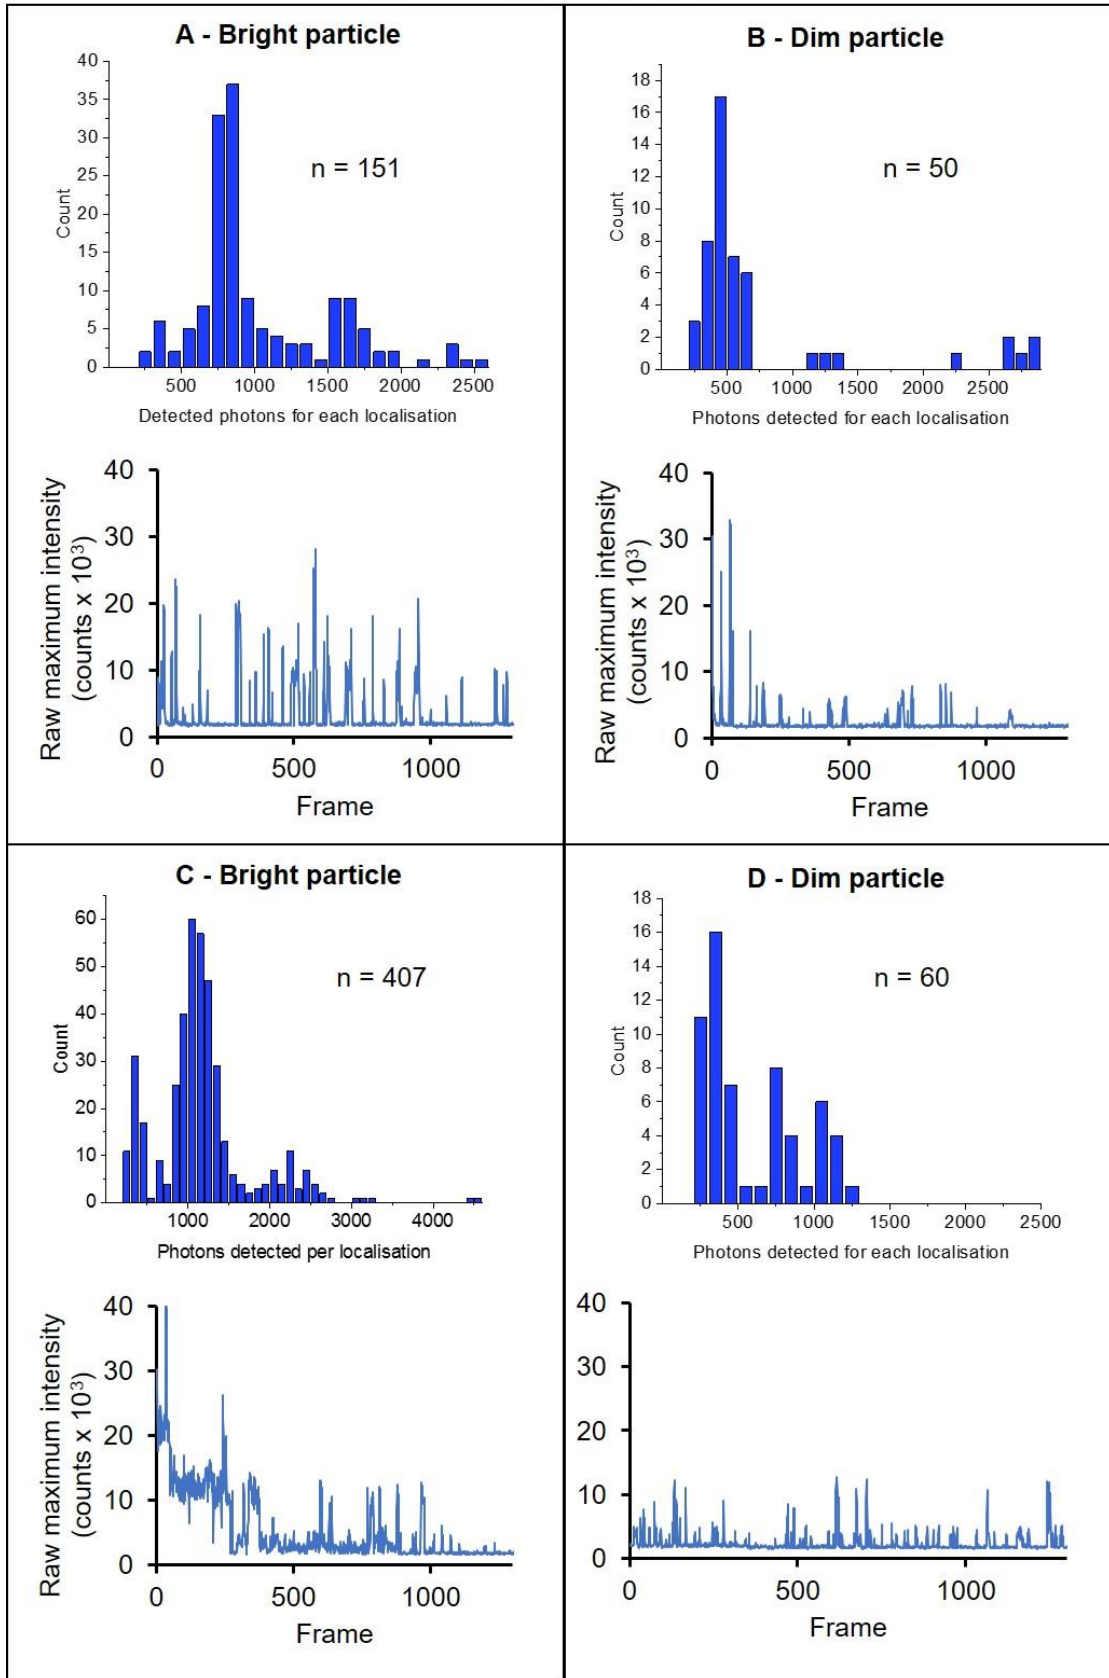 A - Bright particle
40
35
30
25
20
15
10
5
0
Count
n = 151
500 1000 1500 2000 2500
Detected photons for each localisation
Raw maximum intensity
(counts x 10³)
40
30
20
10
0
0 500 1000
Frame
B - Dim particle
18
16
14
12
10
8
6
4
2
0
Count
n = 50
500 1000 1500 2000 2500
Photons detected for each localisation
Raw maximum intensity
(counts x 10³)
40
30
20
10
0
0 500 1000
Frame
C - Bright particle
60
50
40
30
20
10
0
Count
n = 407
1000 2000 3000 4000
Photons detected per localisation
Raw maximum intensity
(counts x 10³)
40
30
20
10
0
0 500 1000
Frame
D - Dim particle
18
16
14
12
10
8
6
4
2
0
Count
n = 60
500 1000 1500 2000 2500
Photons detected for each localisation
40
30
20
10
0
0 500 1000
Frame